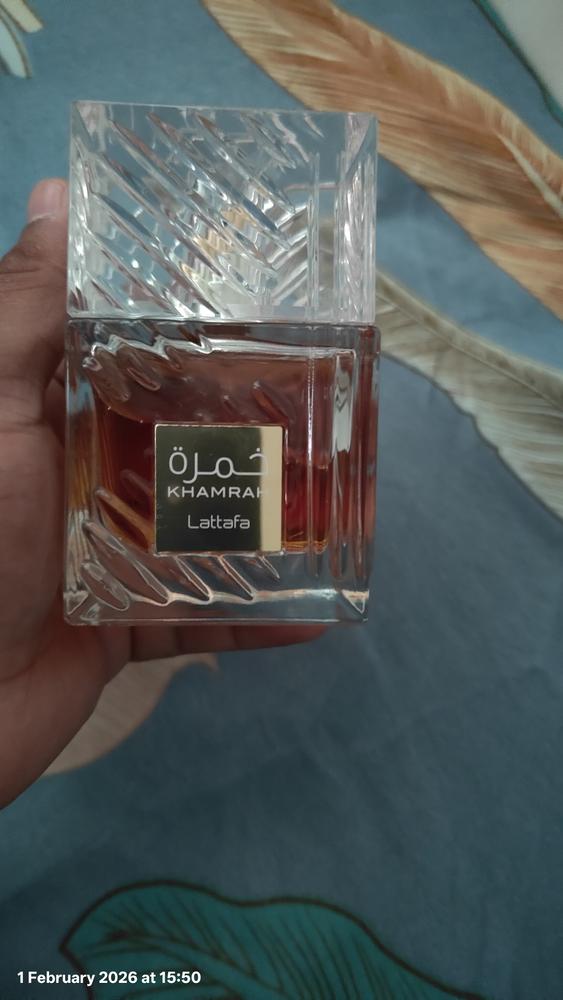 خمرة
KHAMRAH
Lattafa
1 February 2026 at 15:50